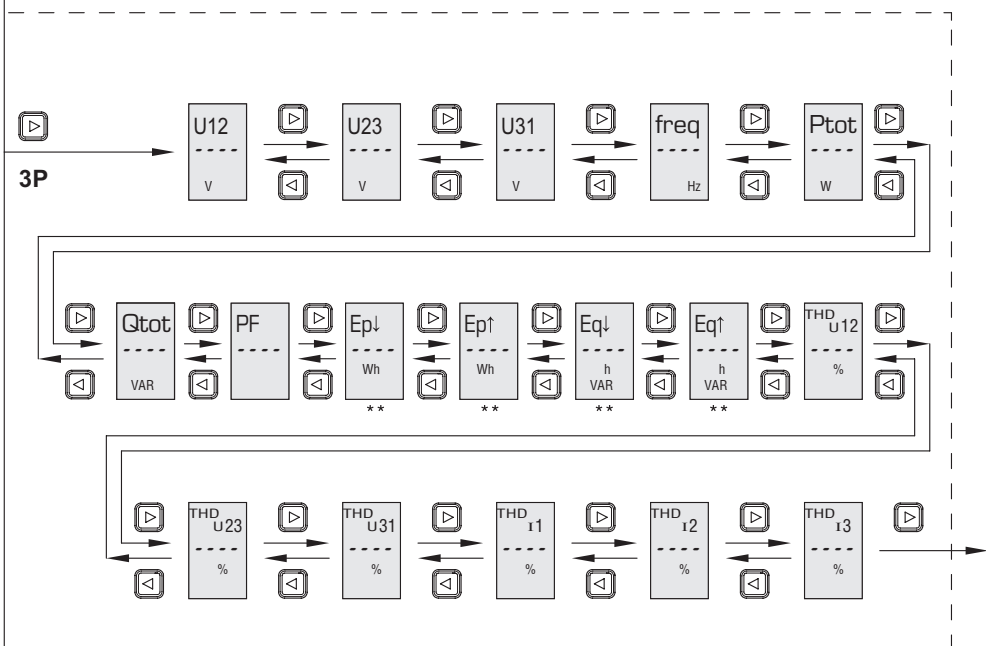 U12 U23 U31 freq Ptot
---- ---- ---- ---- ----
V V V Hz W
3P
Qtot PF Ep↓ Ep↑ Eq↓ Eq↑ THD U12
---- ---- ---- ---- ---- ---- ----
VAR Wh Wh h VAR h VAR %
** ** ** **
THD U23 THD U31 THD I1 THD I2 THD I3
---- ---- ---- ---- ----
% % % % %